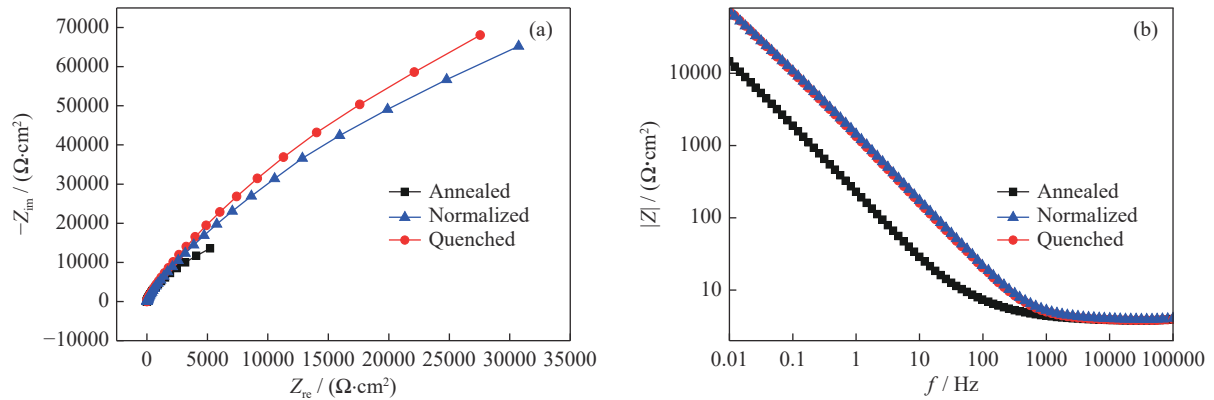 (a)
70000
60000
50000
40000
30000
20000
10000
0
−10000
−Z_im / (Ω·cm²)
Annealed
Normalized
Quenched
0 5000 10000 15000 20000 25000 30000 35000
Z_re / (Ω·cm²)
(b)
10000
1000
100
10
|Z| / (Ω·cm²)
Annealed
Normalized
Quenched
0.01 0.1 1 10 100 1000 10000 100000
f / Hz